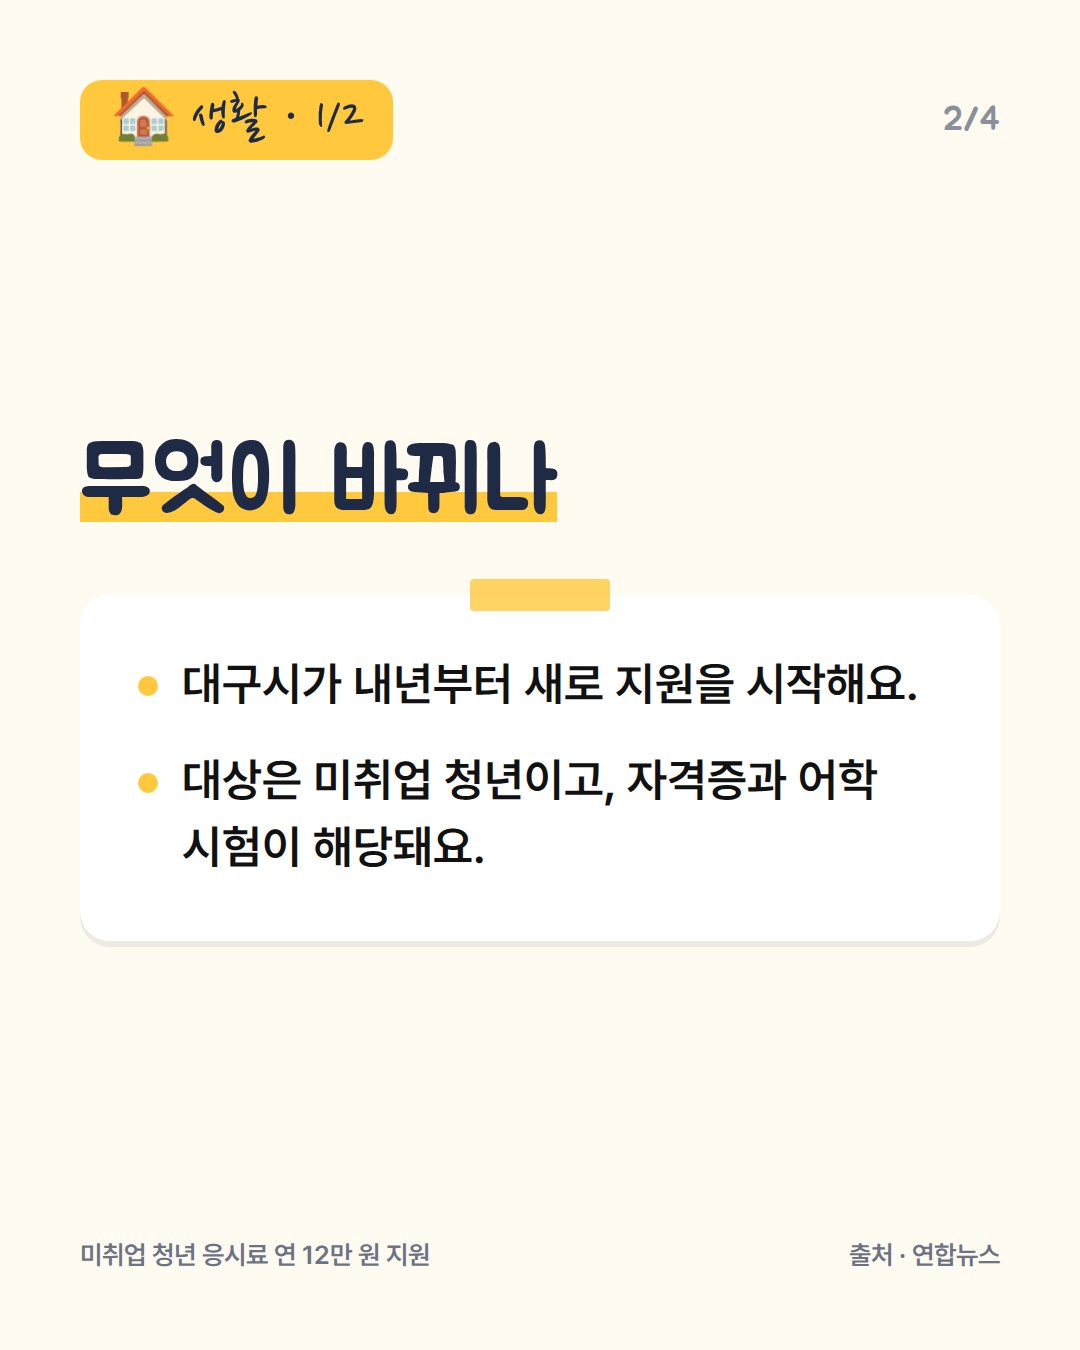 생활 · 1/2
2/4
무엇이 바뀌나
대구시가 내년부터 새로 지원을 시작해요.
대상은 미취업 청년이고, 자격증과 어학
시험이 해당돼요.
미취업 청년 응시료 연 12만 원 지원
출처 · 연합뉴스